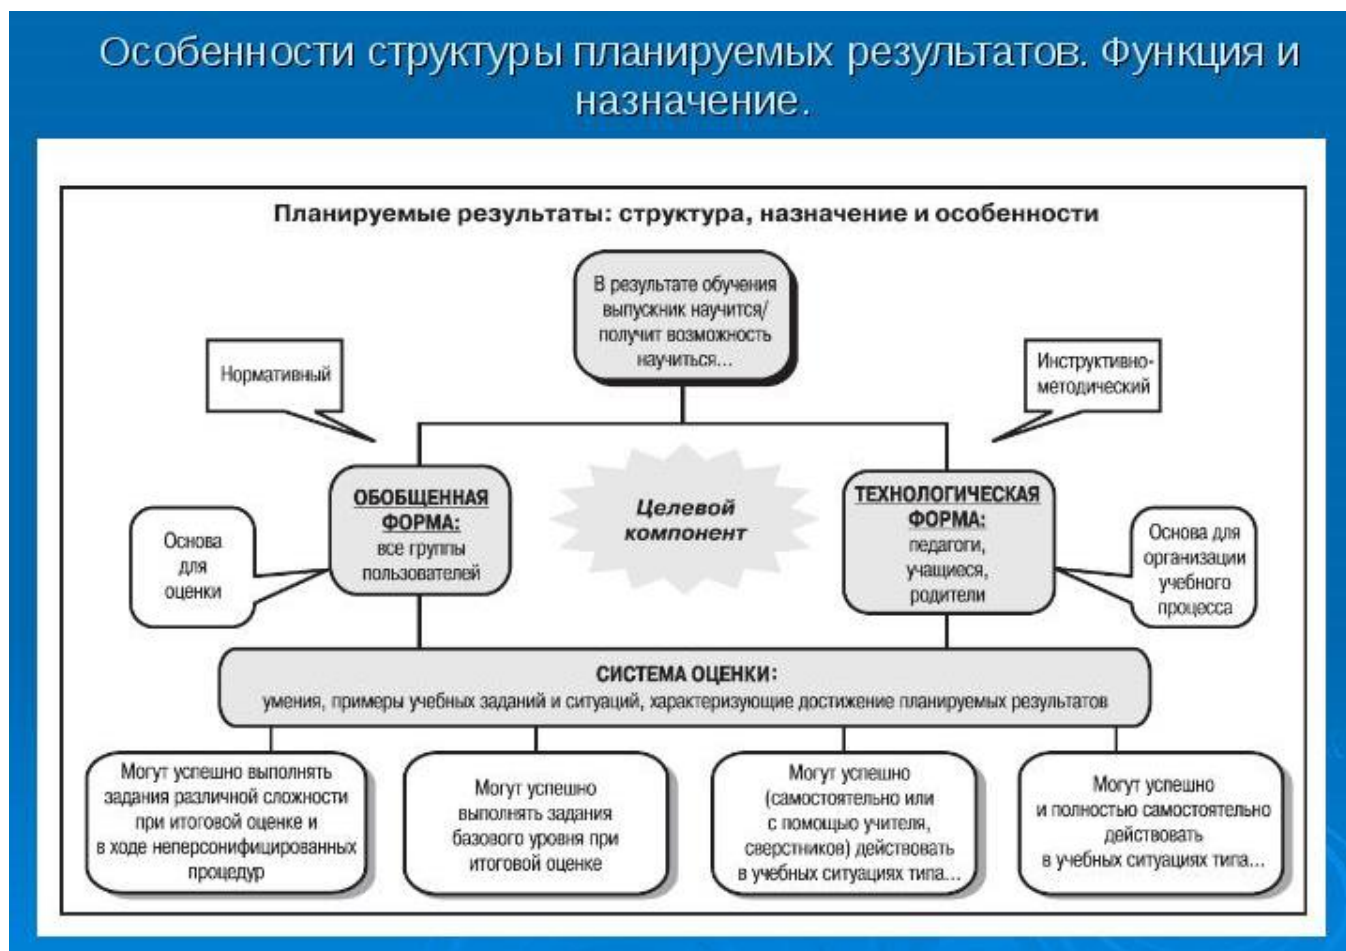 Особенности структуры планируемых результатов. Функция и
назначение.
Планируемые результаты: структура, назначение и особенности
В результате обучения
выпускник научится/
получит возможность
научиться...
Нормативный
Инструктивно-
методический
ОБОБЩЕННАЯ
ФОРМА:
все группы
пользователей
Целевой
компонент
ТЕХНОЛОГИЧЕСКАЯ
ФОРМА:
педагоги,
учащиеся,
родители
Основа
для
оценки
Основа для
организации
учебного
процесса
СИСТЕМА ОЦЕНКИ:
умения, примеры учебных заданий и ситуаций, характеризующие достижение планируемых результатов
Могут успешно выполнять
задания различной сложности
при итоговой оценке и
в ходе неперсонифицированных
процедур
Могут успешно
выполнять задания
базового уровня при
итоговой оценке
Могут успешно
(самостоятельно или
с помощью учителя,
сверстников) действовать
в учебных ситуациях типа...
Могут успешно
и полностью самостоятельно
действовать
в учебных ситуациях типа...